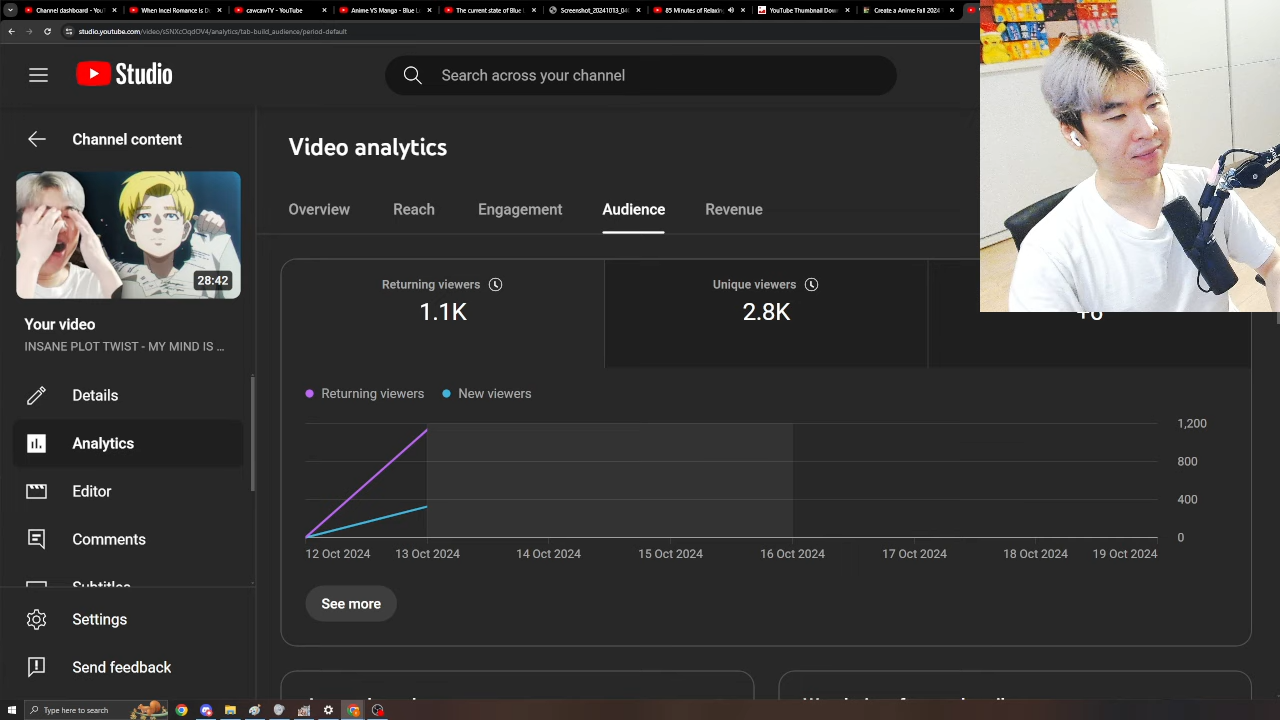 Channel dashboard - YouT
When Incel Romance Is D
cawcawTV - YouTube
Anime VS Manga - Blue L
The current state of Blue L
Screenshot_20241013_04
85 Minutes of Relaxing
YouTube Thumbnail Dow
Create a Anime Fall 2024
studio.youtube.com/video/sSNXcOqdOV4/analytics/tab-build_audience/period-default
Studio
Search across your channel
Channel content
28:42
Your video
INSANE PLOT TWIST - MY MIND IS ...
Details
Analytics
Editor
Comments
Subtitles
Settings
Send feedback
Video analytics
Overview
Reach
Engagement
Audience
Revenue
Returning viewers
1.1K
Unique viewers
2.8K
+6
Returning viewers
New viewers
1,200
800
400
0
12 Oct 2024
13 Oct 2024
14 Oct 2024
15 Oct 2024
16 Oct 2024
17 Oct 2024
18 Oct 2024
19 Oct 2024
See more
Type here to search